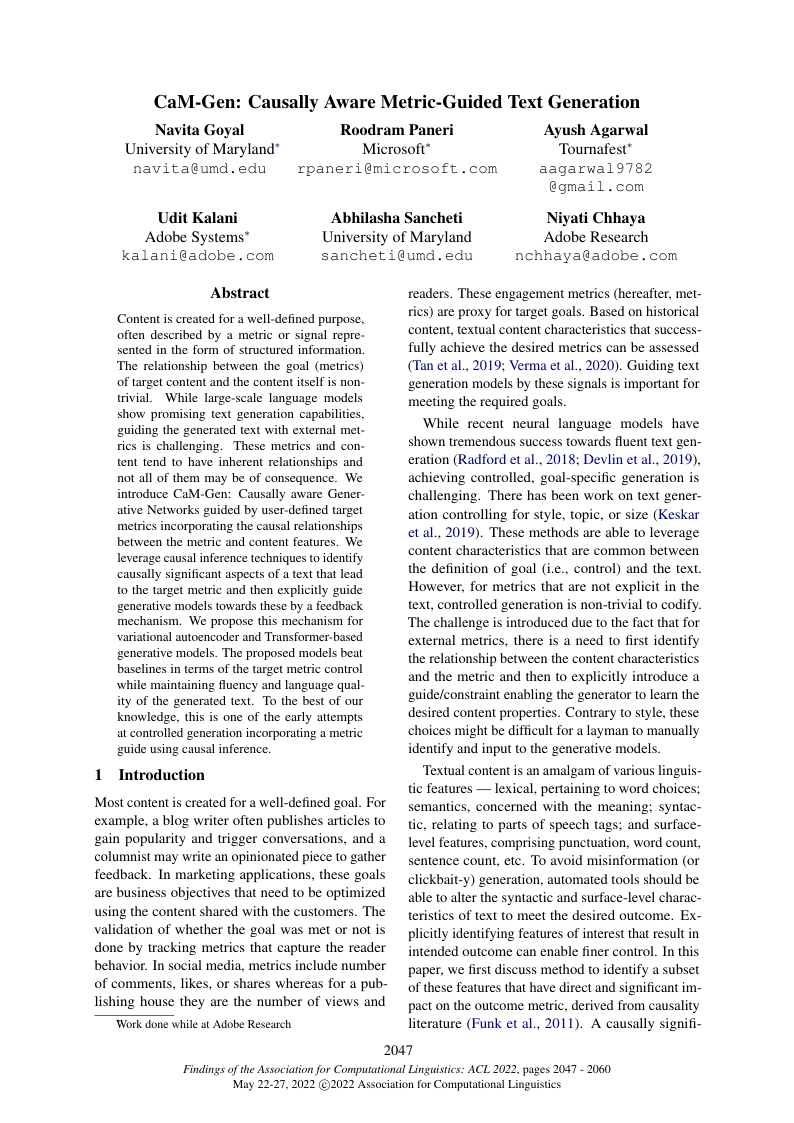 CaM-Gen: Causally Aware Metric-Guided Text Generation
Navita Goyal
University of Maryland*
navita@umd.edu
Roodram Paneri
Microsoft*
rpaneri@microsoft.com
Ayush Agarwal
Tournafest*
aagarwal9782
@gmail.com
Udit Kalani
Adobe Systems*
kalani@adobe.com
Abhilasha Sancheti
University of Maryland
sancheti@umd.edu
Niyati Chhaya
Adobe Research
nchhaya@adobe.com
Abstract
Content is created for a well-defined purpose,
often described by a metric or signal repre-
sented in the form of structured information.
The relationship between the goal (metrics)
of target content and the content itself is non-
trivial. While large-scale language models
show promising text generation capabilities,
guiding the generated text with external met-
rics is challenging. These metrics and con-
tent tend to have inherent relationships and
not all of them may be of consequence. We
introduce CaM-Gen: Causally aware Gener-
ative Networks guided by user-defined target
metrics incorporating the causal relationships
between the metric and content features. We
leverage causal inference techniques to identify
causally significant aspects of a text that lead
to the target metric and then explicitly guide
generative models towards these by a feedback
mechanism. We propose this mechanism for
variational autoencoder and Transformer-based
generative models. The proposed models beat
baselines in terms of the target metric control
while maintaining fluency and language qual-
ity of the generated text. To the best of our
knowledge, this is one of the early attempts
at controlled generation incorporating a metric
guide using causal inference.
1 Introduction
Most content is created for a well-defined goal. For
example, a blog writer often publishes articles to
gain popularity and trigger conversations, and a
columnist may write an opinionated piece to gather
feedback. In marketing applications, these goals
are business objectives that need to be optimized
using the content shared with the customers. The
validation of whether the goal was met or not is
done by tracking metrics that capture the reader
behavior. In social media, metrics include number
of comments, likes, or shares whereas for a pub-
lishing house they are the number of views and
*Work done while at Adobe Research
readers. These engagement metrics (hereafter, met-
rics) are proxy for target goals. Based on historical
content, textual content characteristics that success-
fully achieve the desired metrics can be assessed
(Tan et al., 2019; Verma et al., 2020). Guiding text
generation models by these signals is important for
meeting the required goals.
While recent neural language models have
shown tremendous success towards fluent text gen-
eration (Radford et al., 2018; Devlin et al., 2019),
achieving controlled, goal-specific generation is
challenging. There has been work on text gener-
ation controlling for style, topic, or size (Keskar
et al., 2019). These methods are able to leverage
content characteristics that are common between
the definition of goal (i.e., control) and the text.
However, for metrics that are not explicit in the
text, controlled generation is non-trivial to codify.
The challenge is introduced due to the fact that for
external metrics, there is a need to first identify
the relationship between the content characteristics
and the metric and then to explicitly introduce a
guide/constraint enabling the generator to learn the
desired content properties. Contrary to style, these
choices might be difficult for a layman to manually
identify and input to the generative models.
Textual content is an amalgam of various linguis-
tic features — lexical, pertaining to word choices;
semantics, concerned with the meaning; syntac-
tic, relating to parts of speech tags; and surface-
level features, comprising punctuation, word count,
sentence count, etc. To avoid misinformation (or
clickbait-y) generation, automated tools should be
able to alter the syntactic and surface-level charac-
teristics of text to meet the desired outcome. Ex-
plicitly identifying features of interest that result in
intended outcome can enable finer control. In this
paper, we first discuss method to identify a subset
of these features that have direct and significant im-
pact on the outcome metric, derived from causality
literature (Funk et al., 2011). A causally signifi-
2047
Findings of the Association for Computational Linguistics: ACL 2022, pages 2047 - 2060
May 22-27, 2022 ©2022 Association for Computational Linguistics